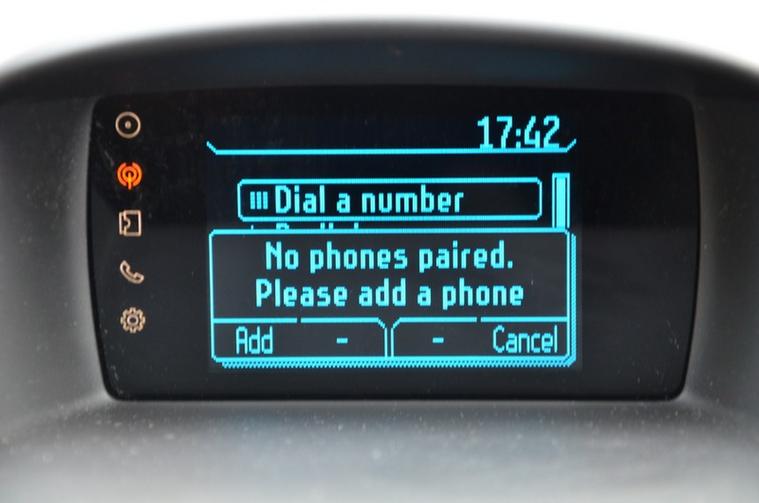 17:42
Dial a number
No phones paired.
Please add a phone
Add - - Cancel